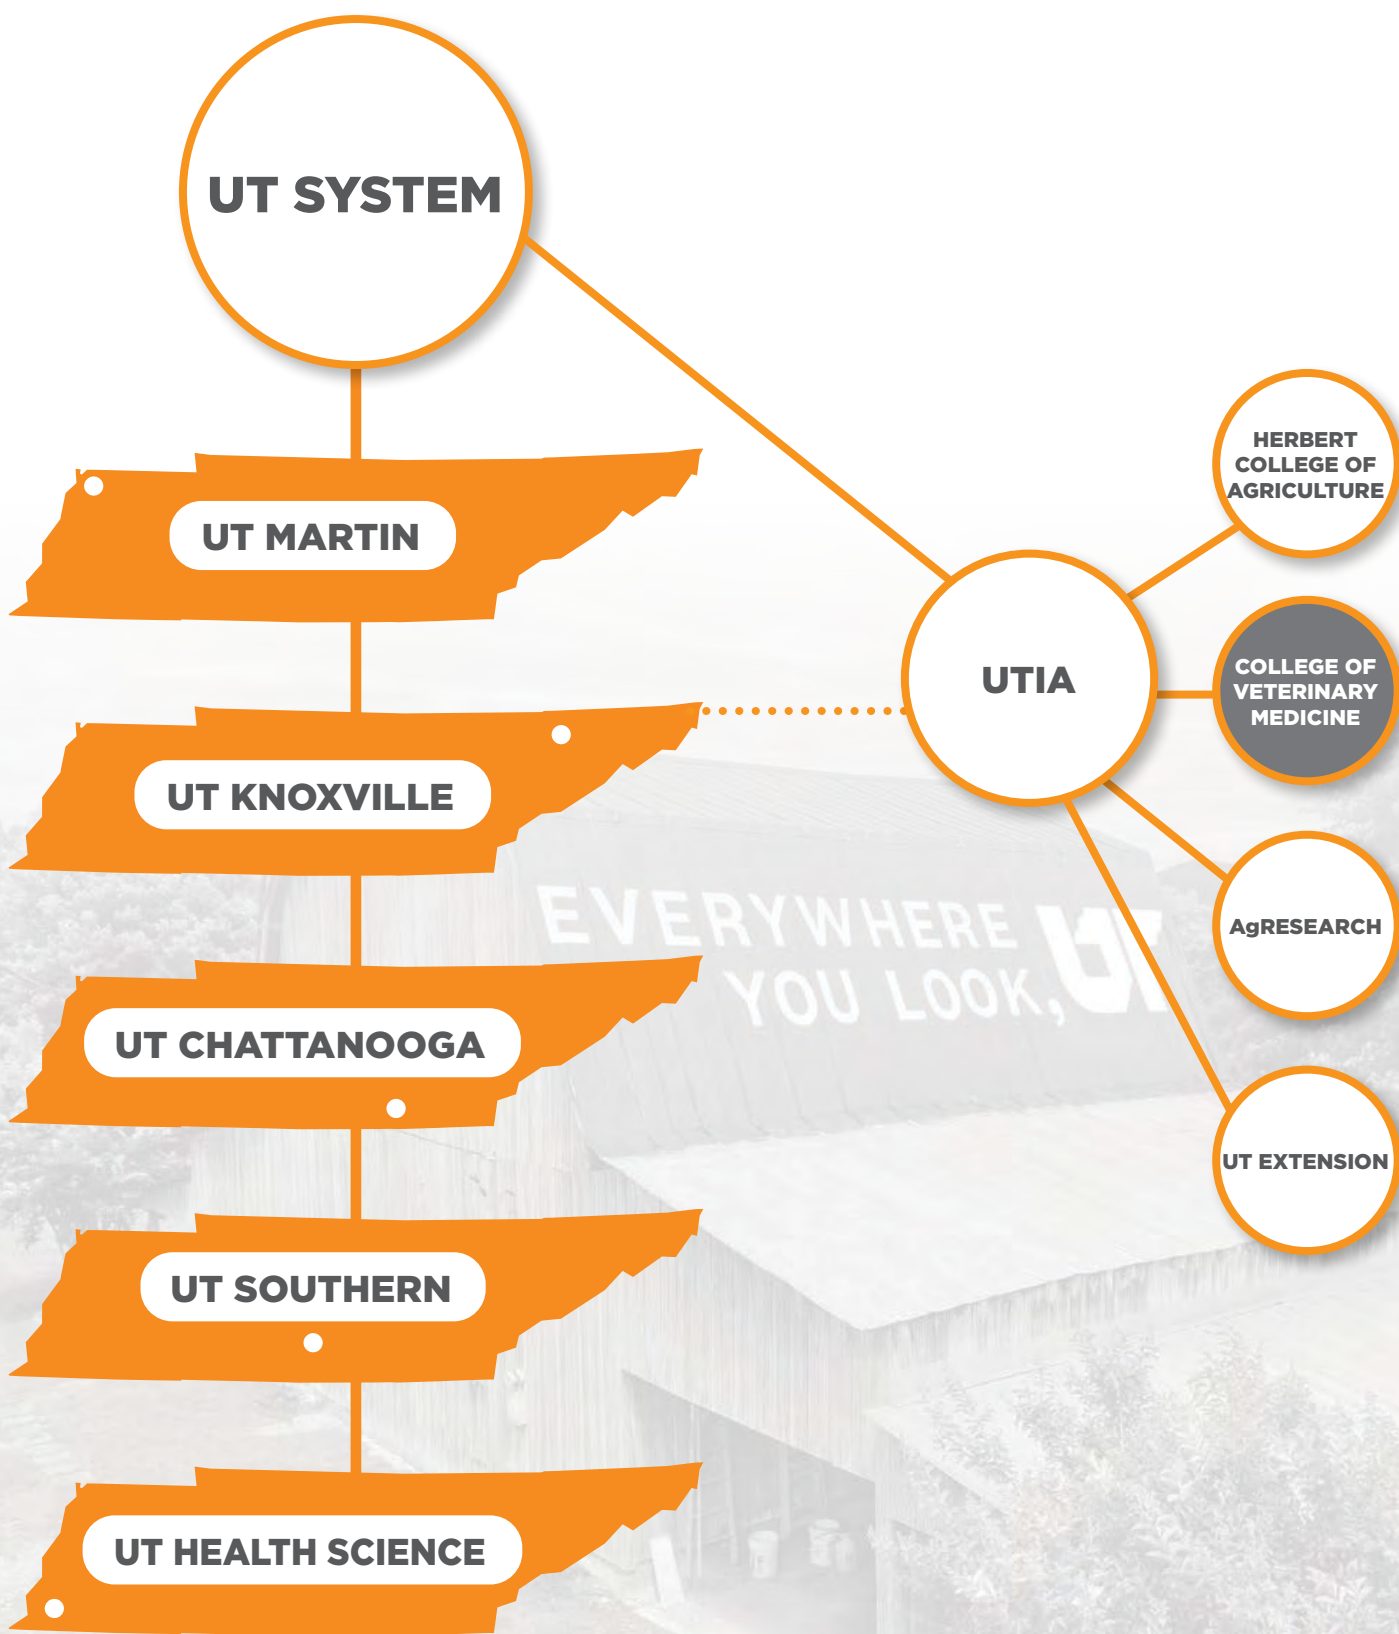 UT SYSTEM
HERBERT
COLLEGE OF
AGRICULTURE
UT MARTIN
COLLEGE OF
VETERINARY
MEDICINE
UTIA
UT KNOXVILLE
EVERYWHERE
YOU LOOK, UT
AgRESEARCH
UT CHATTANOOGA
UT EXTENSION
UT SOUTHERN
UT HEALTH SCIENCE